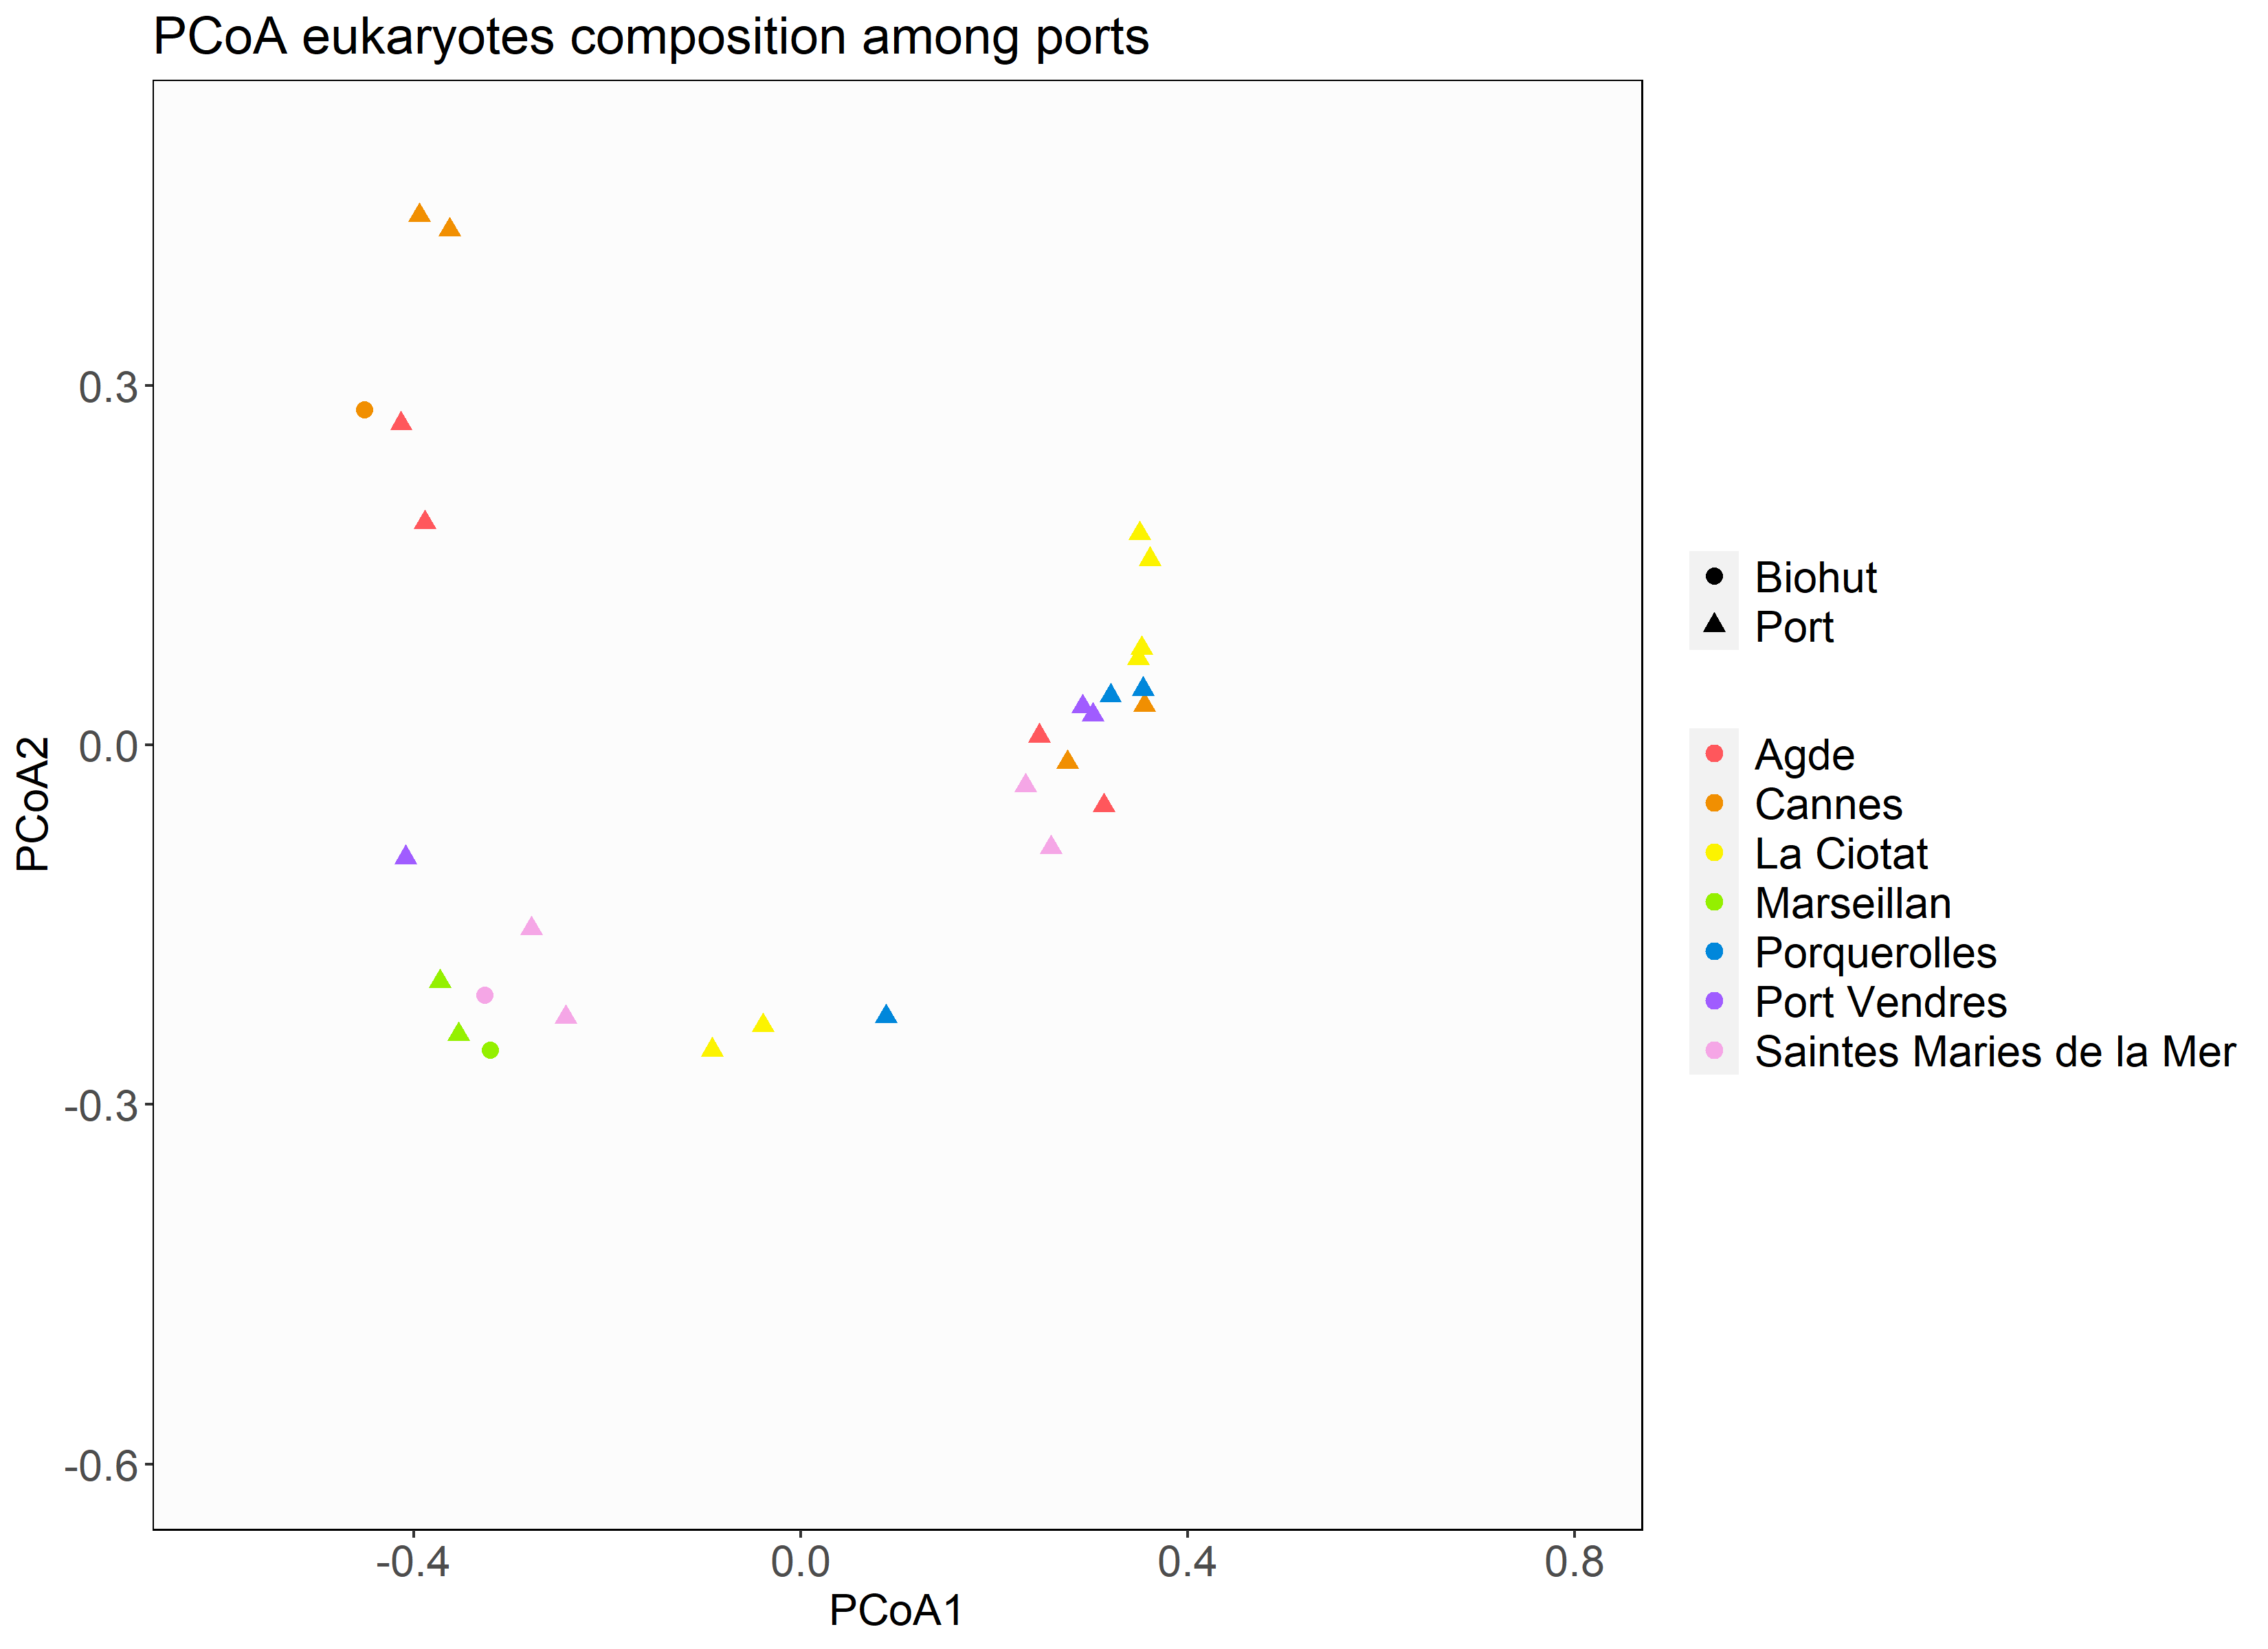 PCoA eukaryotes composition among ports
PCoA2
0.3
0.0
-0.3
-0.6
-0.4
0.0
0.4
0.8
PCoA1
Biohut
Port
Agde
Cannes
La Ciotat
Marseillan
Porquerolles
Port Vendres
Saintes Maries de la Mer